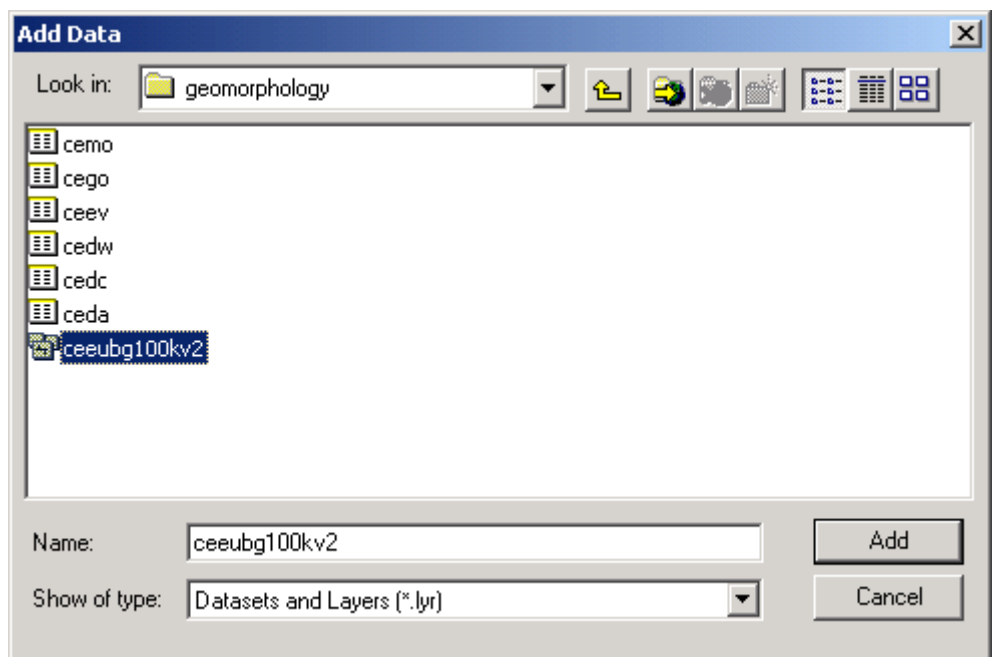 Add Data
Look in: geomorphology
cemo
cego
ceev
cedw
cedc
ceda
ceeubg100kv2
Name: ceeubg100kv2 Add
Show of type: Datasets and Layers (*.lyr) Cancel